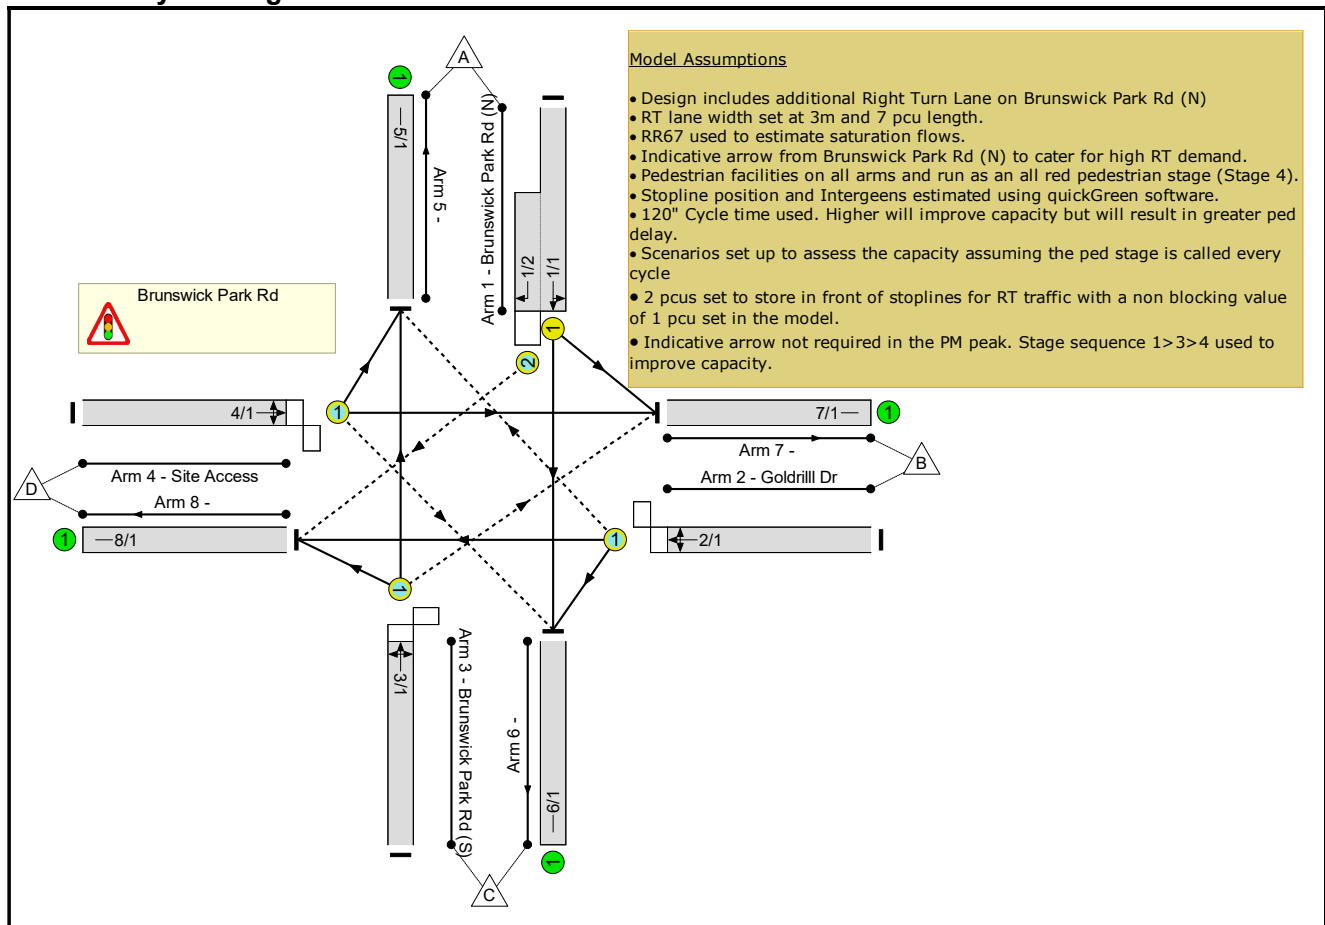 A
Model Assumptions
• Design includes additional Right Turn Lane on Brunswick Park Rd (N)
• RT lane width set at 3m and 7 pcu length.
• RR67 used to estimate saturation flows.
• Indicative arrow from Brunswick Park Rd (N) to cater for high RT demand.
• Pedestrian facilities on all arms and run as an all red pedestrian stage (Stage 4).
• Stopline position and Intergeens estimated using quickGreen software.
• 120" Cycle time used. Higher will improve capacity but will result in greater ped
delay.
• Scenarios set up to assess the capacity assuming the ped stage is called every
cycle
• 2 pcus set to store in front of stoplines for RT traffic with a non blocking value
of 1 pcu set in the model.
• Indicative arrow not required in the PM peak. Stage sequence 1>3>4 used to
improve capacity.
1
5/1
Arm 5 -
Arm 1 - Brunswick Park Rd (N)
1/2
1/1
Brunswick Park Rd
1
2
4/1
1
7/1
1
Arm 7 -
Arm 2 - Goldrilll Dr
B
Arm 4 - Site Access
Arm 8 -
D
1
8/1
1
2/1
1
3/1
Arm 3 - Brunswick Park Rd (S)
Arm 6 -
6/1
1
C